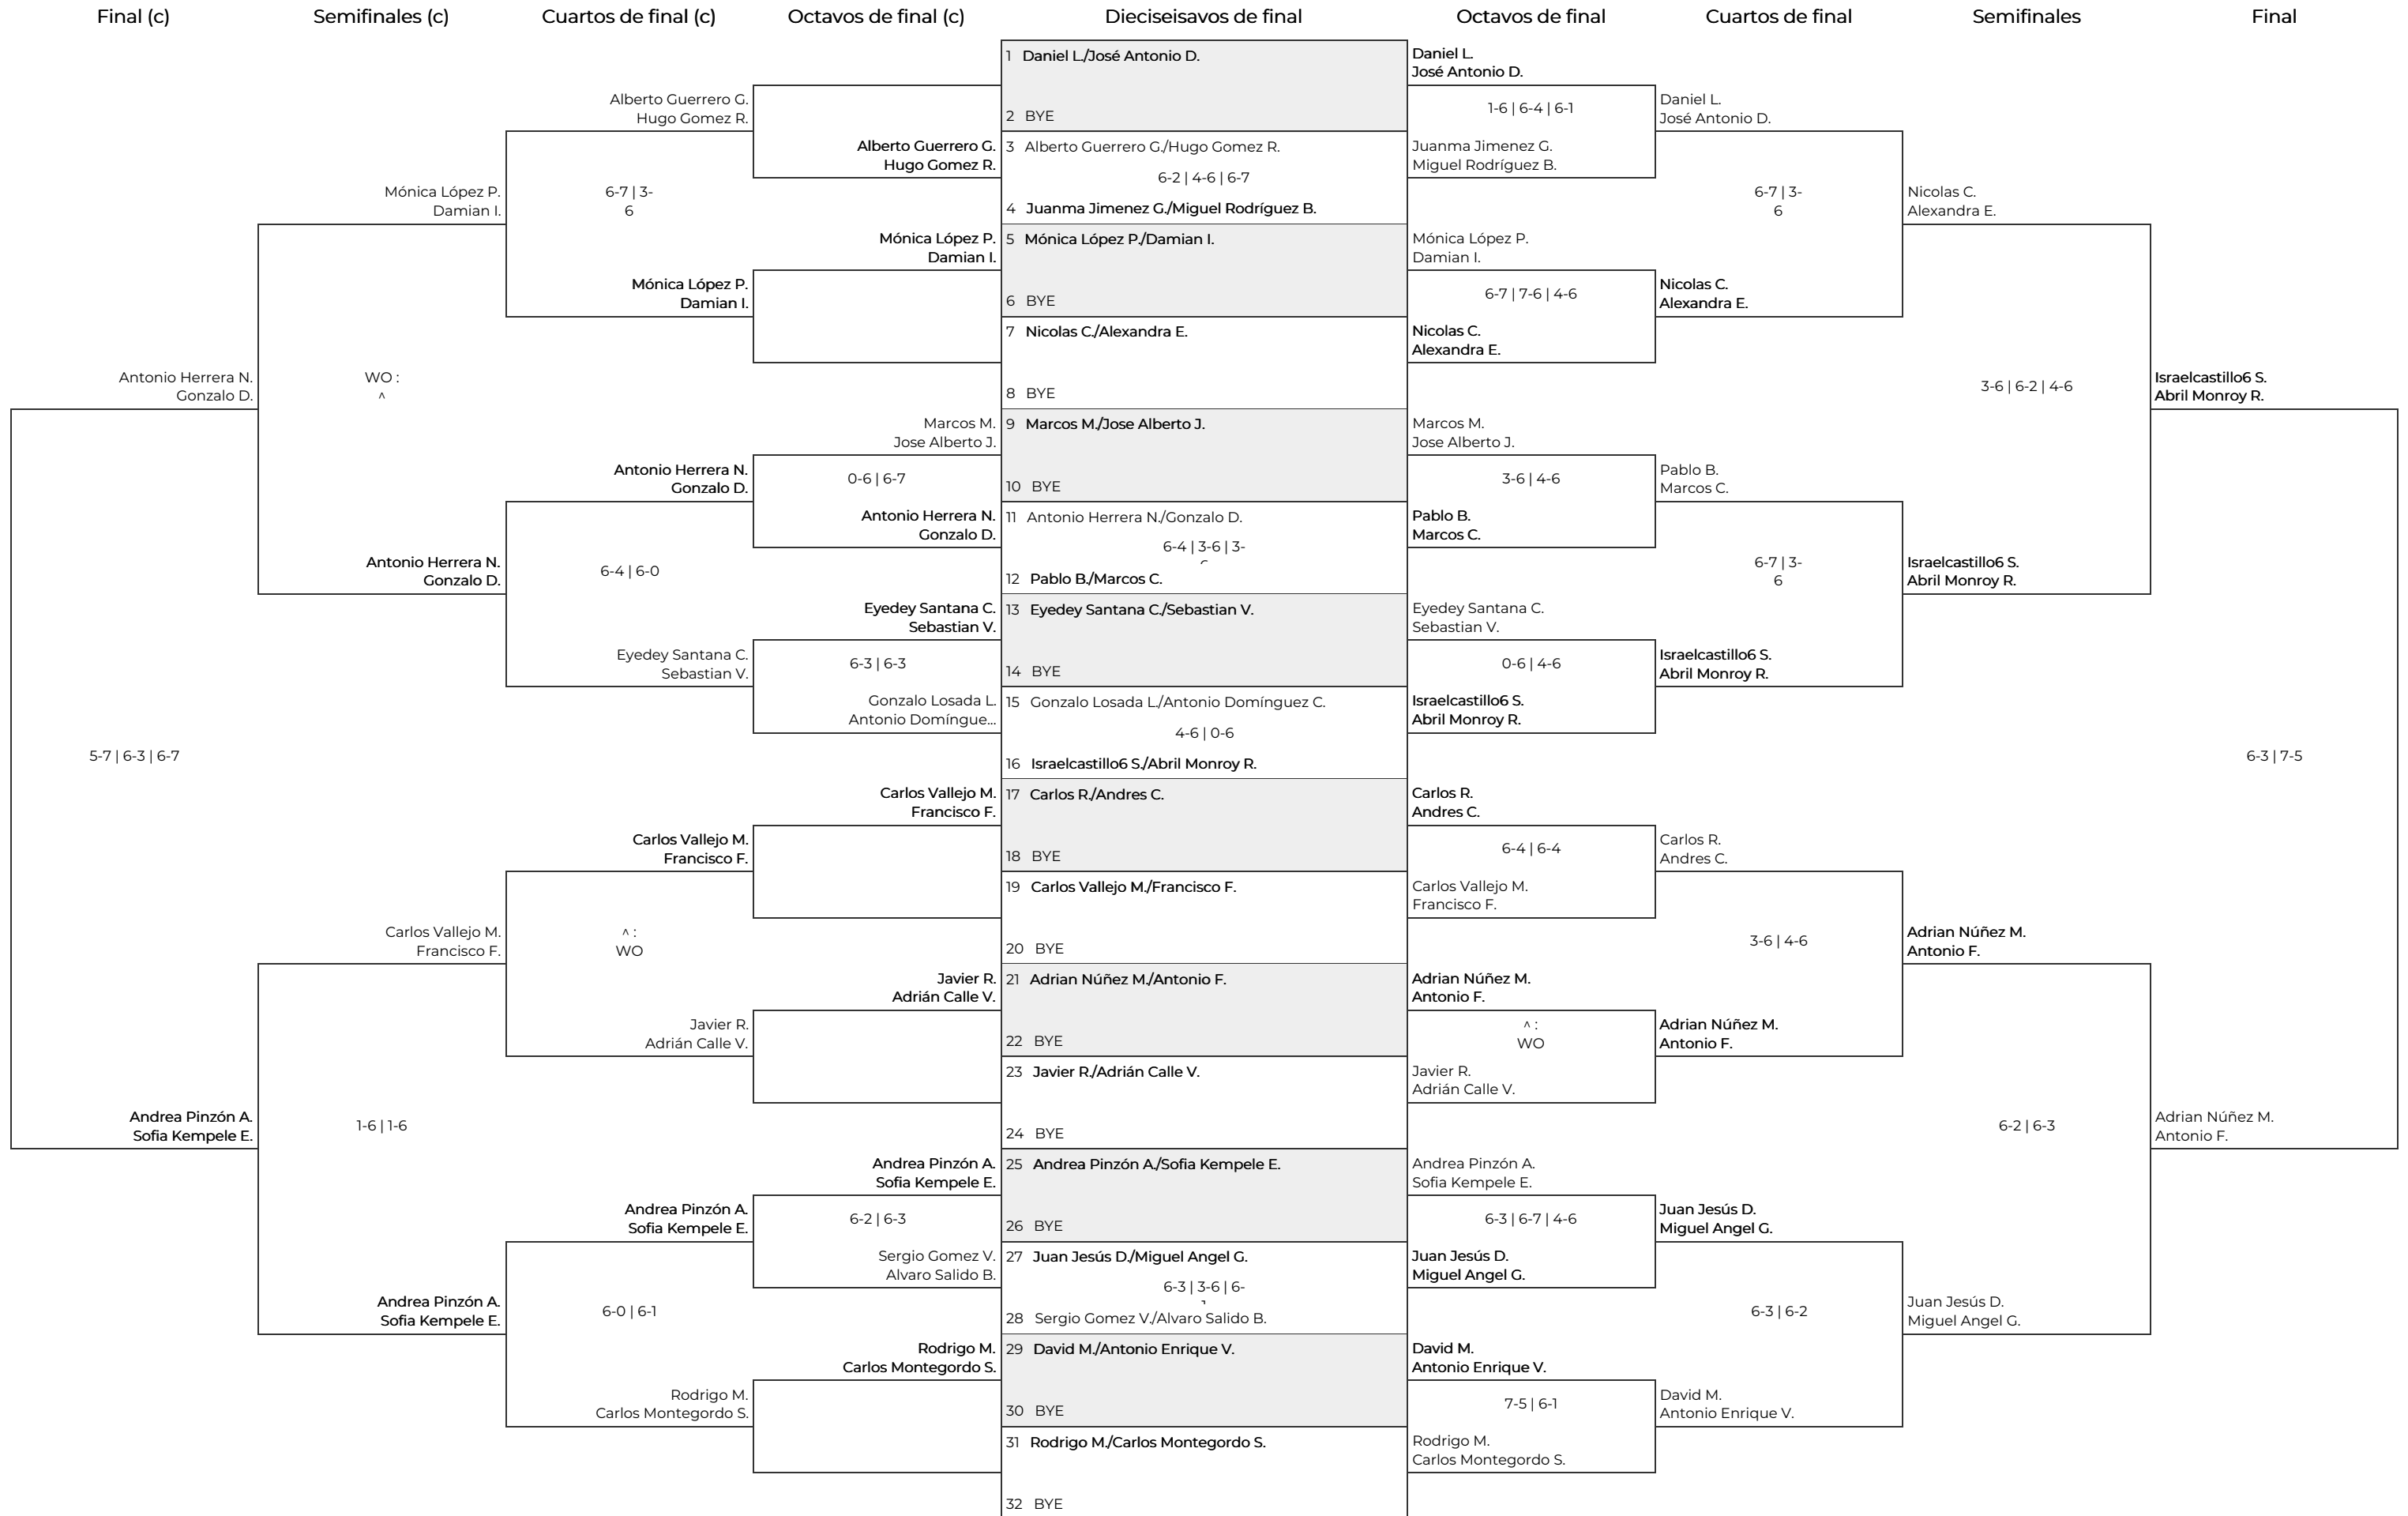 Final (c)
Semifinales (c)
Cuartos de final (c)
Octavos de final (c)
Dieciseisavos de final
Octavos de final
Cuartos de final
Semifinales
Final
Antonio Herrera N.
Gonzalo D.
5-7 | 6-3 | 6-7
Andrea Pinzón A.
Sofia Kempele E.
Mónica López P.
Damian I.
WO :
^
Antonio Herrera N.
Gonzalo D.
Carlos Vallejo M.
Francisco F.
1-6 | 1-6
Andrea Pinzón A.
Sofia Kempele E.
Alberto Guerrero G.
Hugo Gomez R.
6-7 | 3-
6
Mónica López P.
Damian I.
Antonio Herrera N.
Gonzalo D.
6-4 | 6-0
Eyedey Santana C.
Sebastian V.
Carlos Vallejo M.
Francisco F.
^ :
WO
Javier R.
Adrián Calle V.
Andrea Pinzón A.
Sofia Kempele E.
6-0 | 6-1
Rodrigo M.
Carlos Montegordo S.
Alberto Guerrero G.
Hugo Gomez R.
Mónica López P.
Damian I.
Marcos M.
Jose Alberto J.
0-6 | 6-7
Antonio Herrera N.
Gonzalo D.
Eyedey Santana C.
Sebastian V.
6-3 | 6-3
Gonzalo Losada L.
Antonio Domíngue...
Carlos Vallejo M.
Francisco F.
Javier R.
Adrián Calle V.
Andrea Pinzón A.
Sofia Kempele E.
6-2 | 6-3
Sergio Gomez V.
Alvaro Salido B.
Rodrigo M.
Carlos Montegordo S.
1 Daniel L./José Antonio D.
2 BYE
3 Alberto Guerrero G./Hugo Gomez R.
6-2 | 4-6 | 6-7
4 Juanma Jimenez G./Miguel Rodríguez B.
5 Mónica López P./Damian I.
6 BYE
7 Nicolas C./Alexandra E.
8 BYE
9 Marcos M./Jose Alberto J.
10 BYE
11 Antonio Herrera N./Gonzalo D.
6-4 | 3-6 | 3-
12 Pablo B./Marcos C.
13 Eyedey Santana C./Sebastian V.
14 BYE
15 Gonzalo Losada L./Antonio Domínguez C.
4-6 | 0-6
16 Israelcastillo6 S./Abril Monroy R.
17 Carlos R./Andres C.
18 BYE
19 Carlos Vallejo M./Francisco F.
20 BYE
21 Adrian Núñez M./Antonio F.
22 BYE
23 Javier R./Adrián Calle V.
24 BYE
25 Andrea Pinzón A./Sofia Kempele E.
26 BYE
27 Juan Jesús D./Miguel Angel G.
6-3 | 3-6 | 6-
28 Sergio Gomez V./Alvaro Salido B.
29 David M./Antonio Enrique V.
30 BYE
31 Rodrigo M./Carlos Montegordo S.
32 BYE
Daniel L.
José Antonio D.
1-6 | 6-4 | 6-1
Juanma Jimenez G.
Miguel Rodríguez B.
Mónica López P.
Damian I.
6-7 | 7-6 | 4-6
Nicolas C.
Alexandra E.
Marcos M.
Jose Alberto J.
3-6 | 4-6
Pablo B.
Marcos C.
Eyedey Santana C.
Sebastian V.
0-6 | 4-6
Israelcastillo6 S.
Abril Monroy R.
Carlos R.
Andres C.
6-4 | 6-4
Carlos Vallejo M.
Francisco F.
Adrian Núñez M.
Antonio F.
^ :
WO
Javier R.
Adrián Calle V.
Andrea Pinzón A.
Sofia Kempele E.
6-3 | 6-7 | 4-6
Juan Jesús D.
Miguel Angel G.
David M.
Antonio Enrique V.
7-5 | 6-1
Rodrigo M.
Carlos Montegordo S.
Daniel L.
José Antonio D.
6-7 | 3-
6
Nicolas C.
Alexandra E.
Pablo B.
Marcos C.
6-7 | 3-
6
Israelcastillo6 S.
Abril Monroy R.
Carlos R.
Andres C.
3-6 | 4-6
Adrian Núñez M.
Antonio F.
Juan Jesús D.
Miguel Angel G.
6-3 | 6-2
David M.
Antonio Enrique V.
Nicolas C.
Alexandra E.
3-6 | 6-2 | 4-6
Israelcastillo6 S.
Abril Monroy R.
Adrian Núñez M.
Antonio F.
6-2 | 6-3
Juan Jesús D.
Miguel Angel G.
Israelcastillo6 S.
Abril Monroy R.
6-3 | 7-5
Adrian Núñez M.
Antonio F.